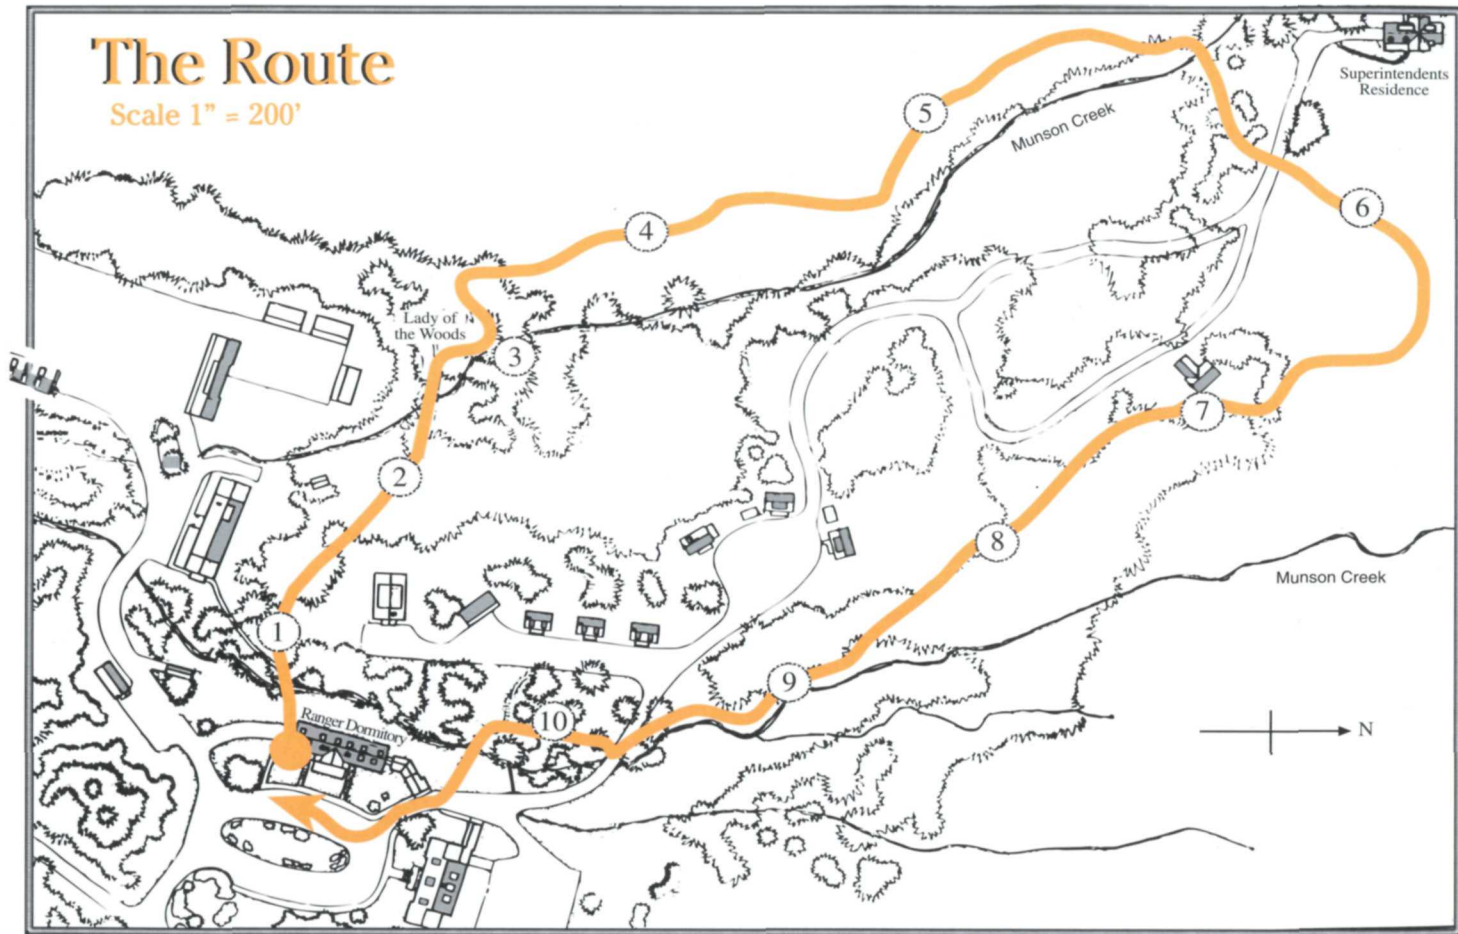 The Route
Scale 1" = 200'
Superintendents
Residence
5
Munson Creek
6
4
Lady of
the Woods
3
7
2
8
Munson Creek
1
9
10
Ranger Dormitory
N